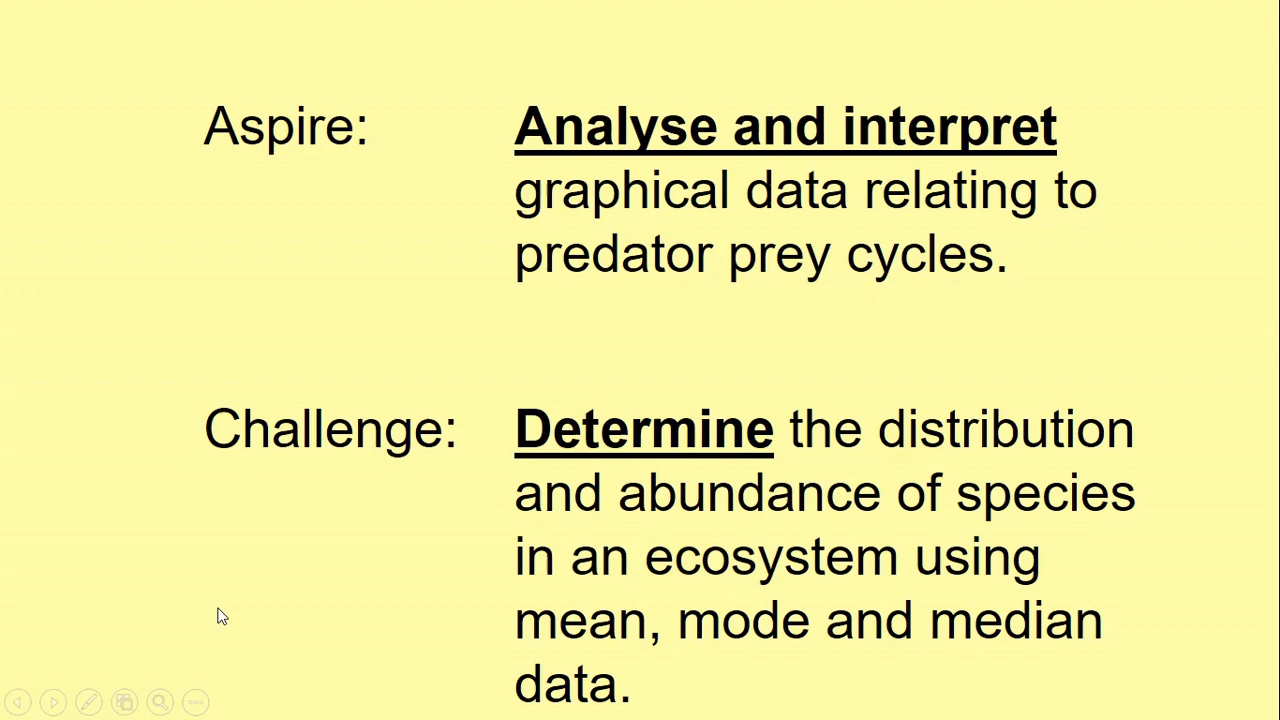 Aspire: Analyse and interpret
graphical data relating to
predator prey cycles.
Challenge: Determine the distribution
and abundance of species
in an ecosystem using
mean, mode and median
data.